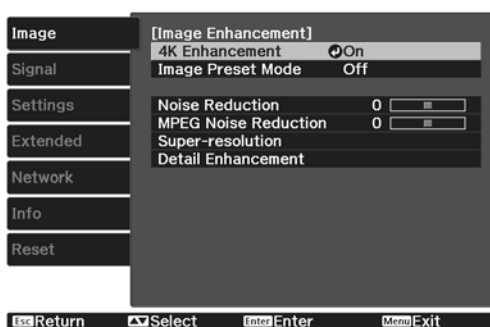 Image
Signal
Settings
Extended
Network
Info
Reset
[Image Enhancement]
4K Enhancement On
Image Preset Mode Off
Noise Reduction 0
MPEG Noise Reduction 0
Super-resolution
Detail Enhancement
Esc Return Select Enter Enter Menu Exit